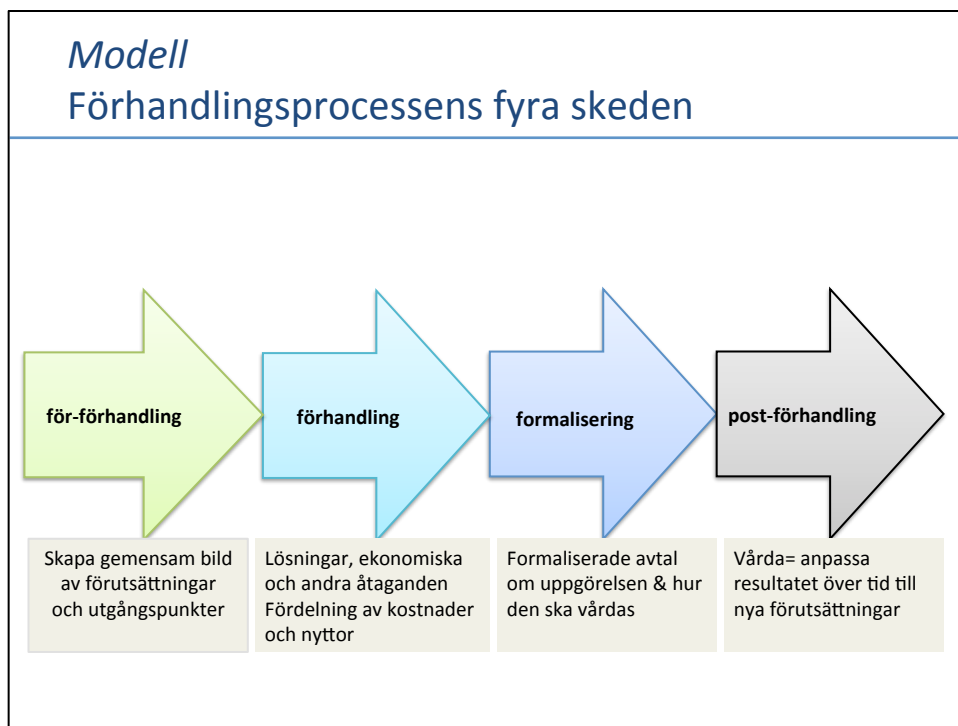 Modell
Förhandlingsprocessens fyra skeden
för-förhandling
förhandling
formalisering
post-förhandling
Skapa gemensam bild
av förutsättningar
och utgångspunkter
Lösningar, ekonomiska
och andra åtaganden
Fördelning av kostnader
och nyttor
Formaliserade avtal
om uppgörelsen & hur
den ska vårdas
Vårda= anpassa
resultatet över tid till
nya förutsättningar